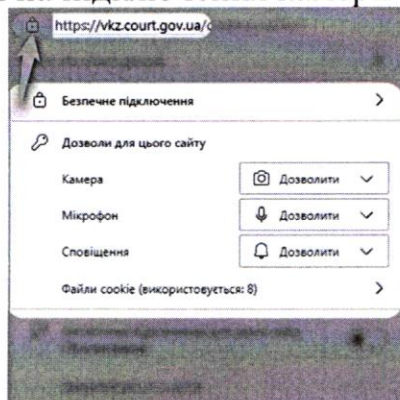 https://vkz.court.gov.ua/
Безпечне підключення
Дозволи для цього сайту
Камера
Дозволити
Мікрофон
Дозволити
Сповіщення
Дозволити
Файли cookie (використовується: 8)